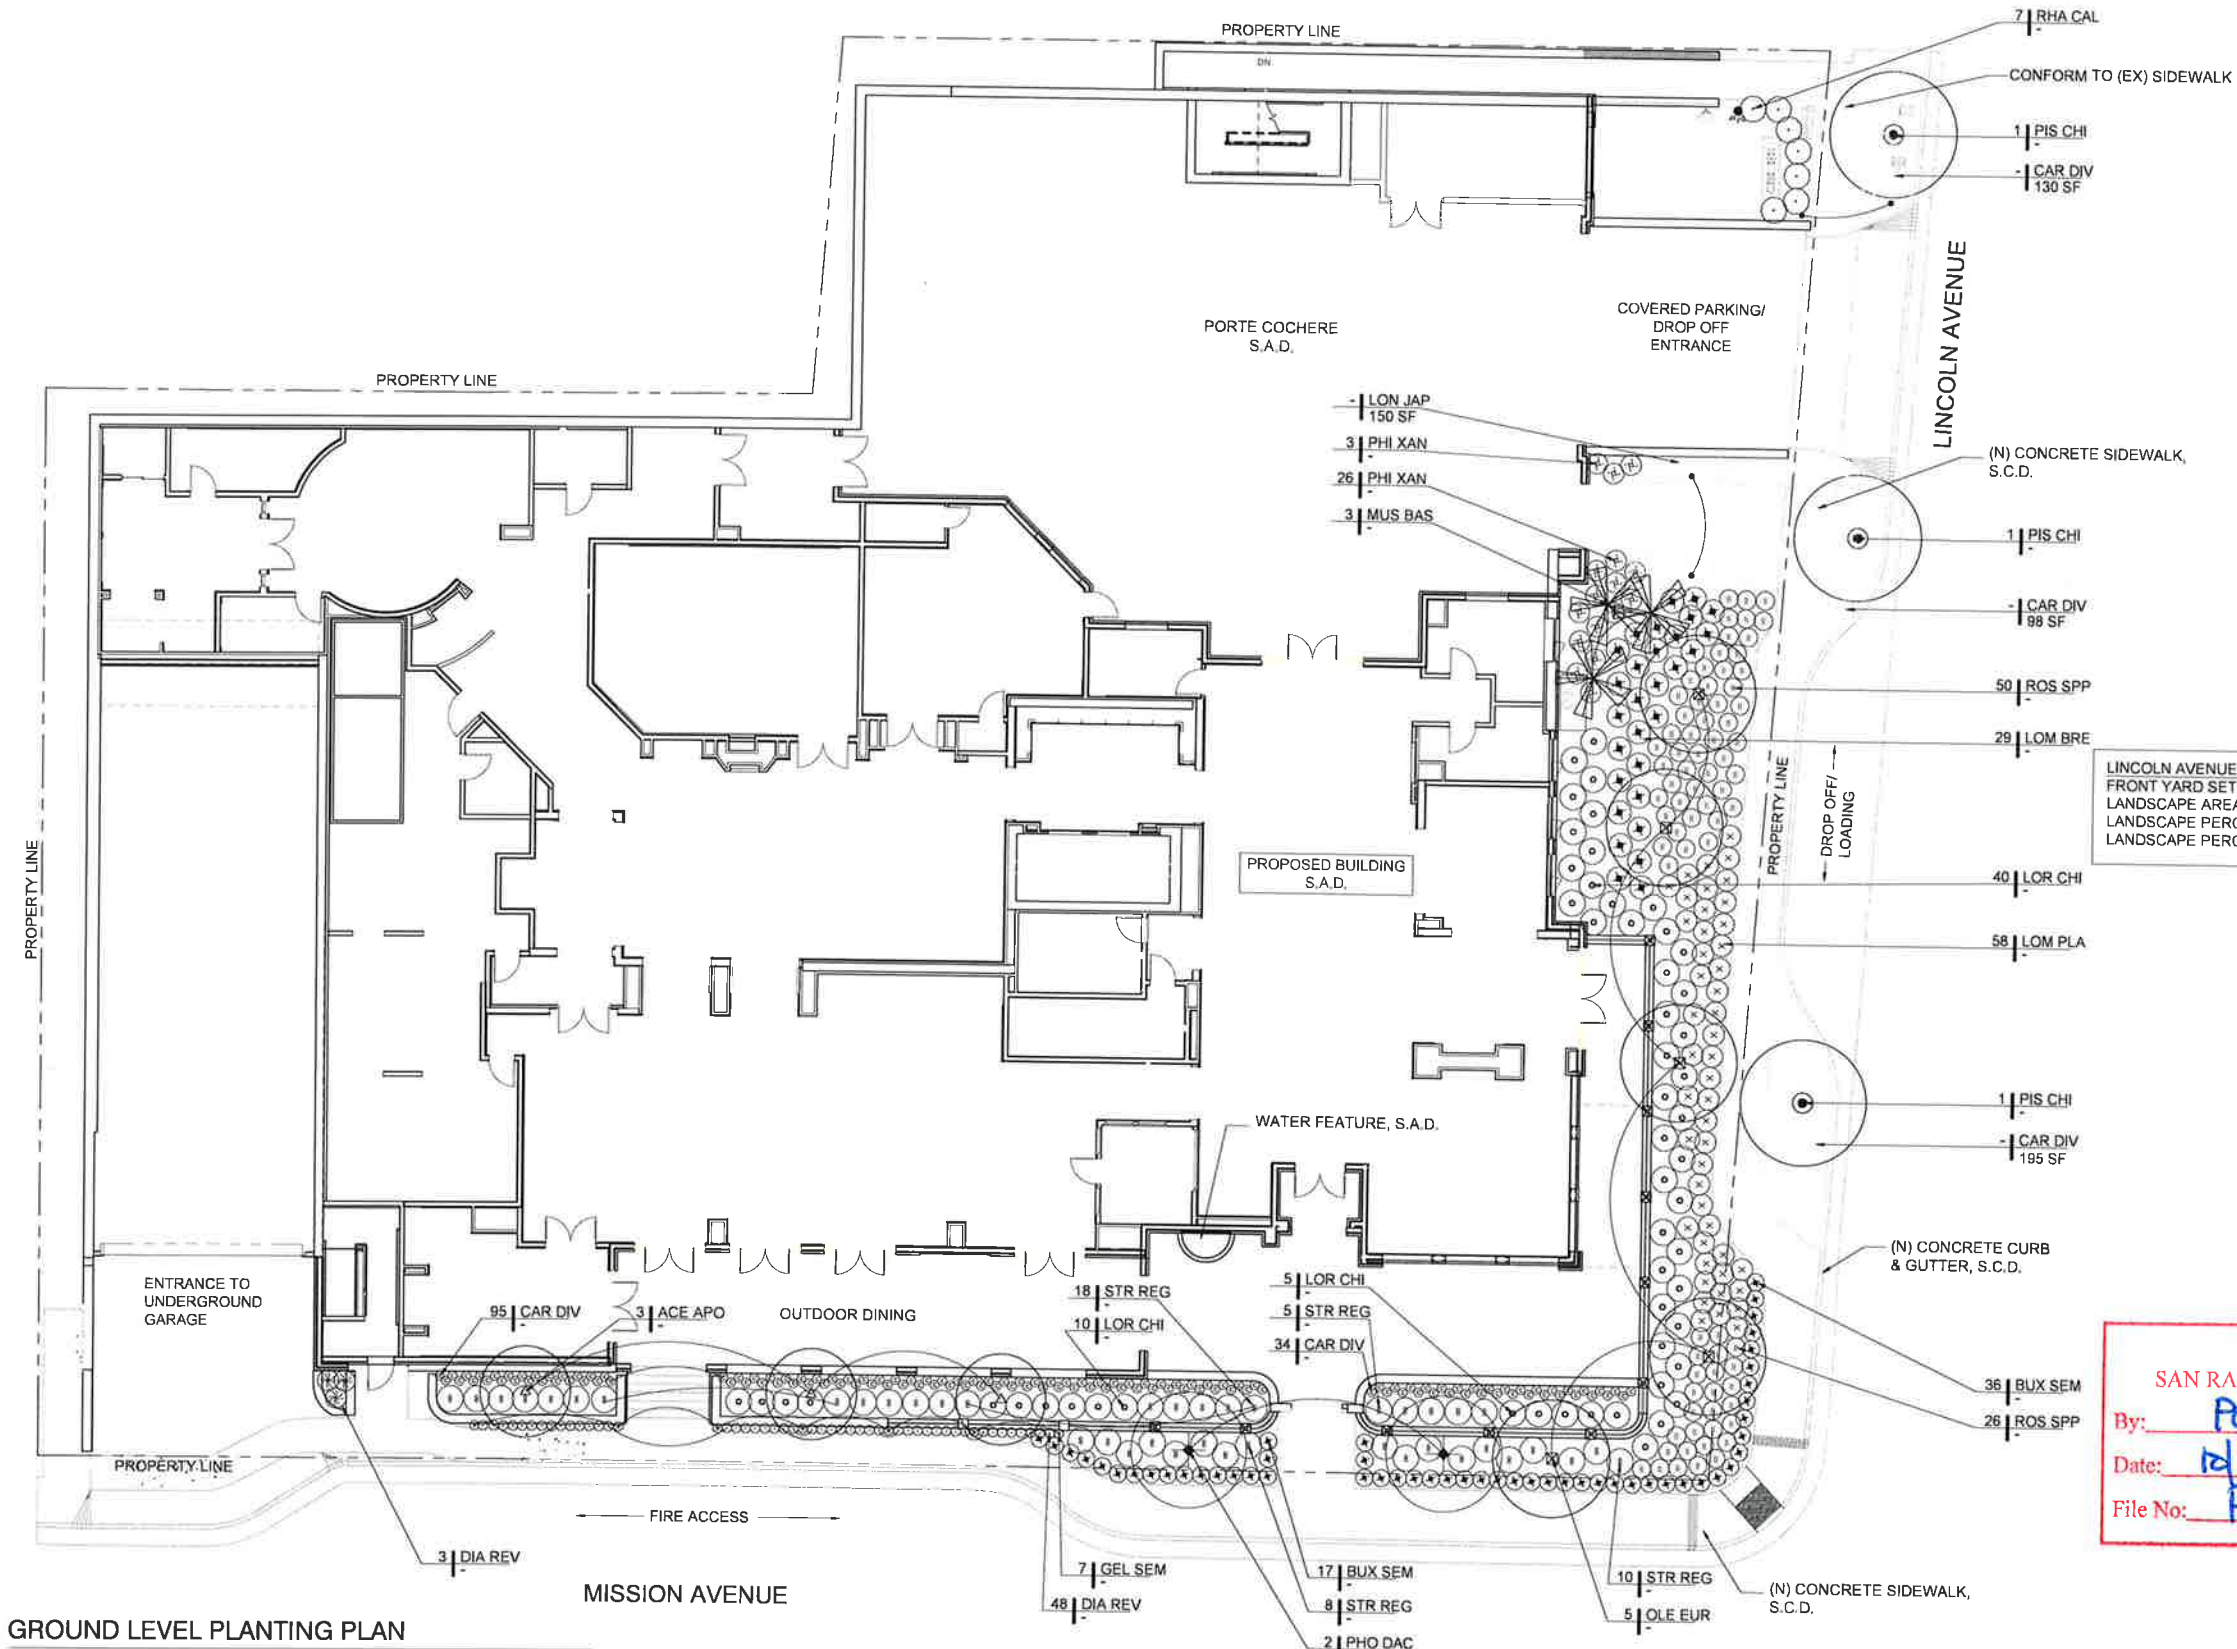 7 RHA CAL
-
PROPERTY LINE
DN
CONFORM TO (EX) SIDEWALK
1 PIS CHI
-
- CAR DIV
130 SF
LINCOLN AVENUE
PORTE COCHERE
S.A.D.
COVERED PARKING/
DROP OFF
ENTRANCE
PROPERTY LINE
- LON JAP
150 SF
3 PHI XAN
-
26 PHI XAN
-
3 MUS BAS
-
(N) CONCRETE SIDEWALK,
S.C.D.
1 PIS CHI
-
- CAR DIV
98 SF
50 ROS SPP
-
29 LOM BRE
-
LINCOLN AVENUE
FRONT YARD SET
LANDSCAPE AREA
LANDSCAPE PERC
LANDSCAPE PERC
PROPERTY LINE
DROP OFF/
LOADING
PROPERTY LINE
PROPOSED BUILDING
S.A.D.
40 LOR CHI
-
58 LOM PLA
-
WATER FEATURE, S.A.D.
1 PIS CHI
-
- CAR DIV
195 SF
(N) CONCRETE CURB
& GUTTER, S.C.D.
ENTRANCE TO
UNDERGROUND
GARAGE
95 CAR DIV
-
3 ACE APO
-
OUTDOOR DINING
18 STR REG
-
10 LOR CHI
-
5 LOR CHI
-
5 STR REG
-
34 CAR DIV
-
36 BUX SEM
-
26 ROS SPP
-
SAN RA
By:
Date:
File No:
PROPERTY LINE
FIRE ACCESS
3 DIA REV
-
MISSION AVENUE
7 GEL SEM
-
48 DIA REV
-
17 BUX SEM
-
8 STR REG
-
2 PHO DAC
10 STR REG
-
5 OLE EUR
-
(N) CONCRETE SIDEWALK,
S.C.D.
GROUND LEVEL PLANTING PLAN